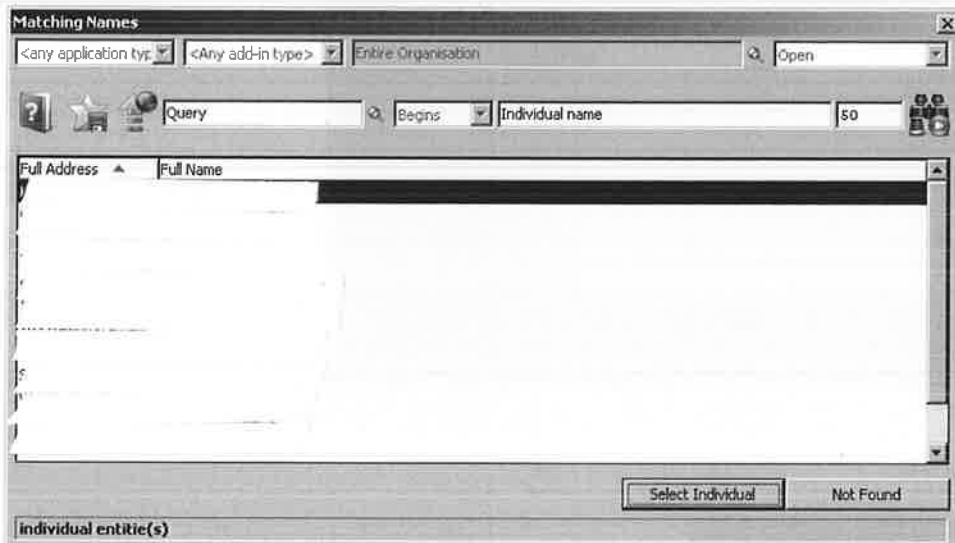 Matching Names
<any application typ <Any add-in type> Entire Organisation Open
Query Begins Individual name 50
Full Address Full Name
Select Individual Not Found
individual entitie(s)